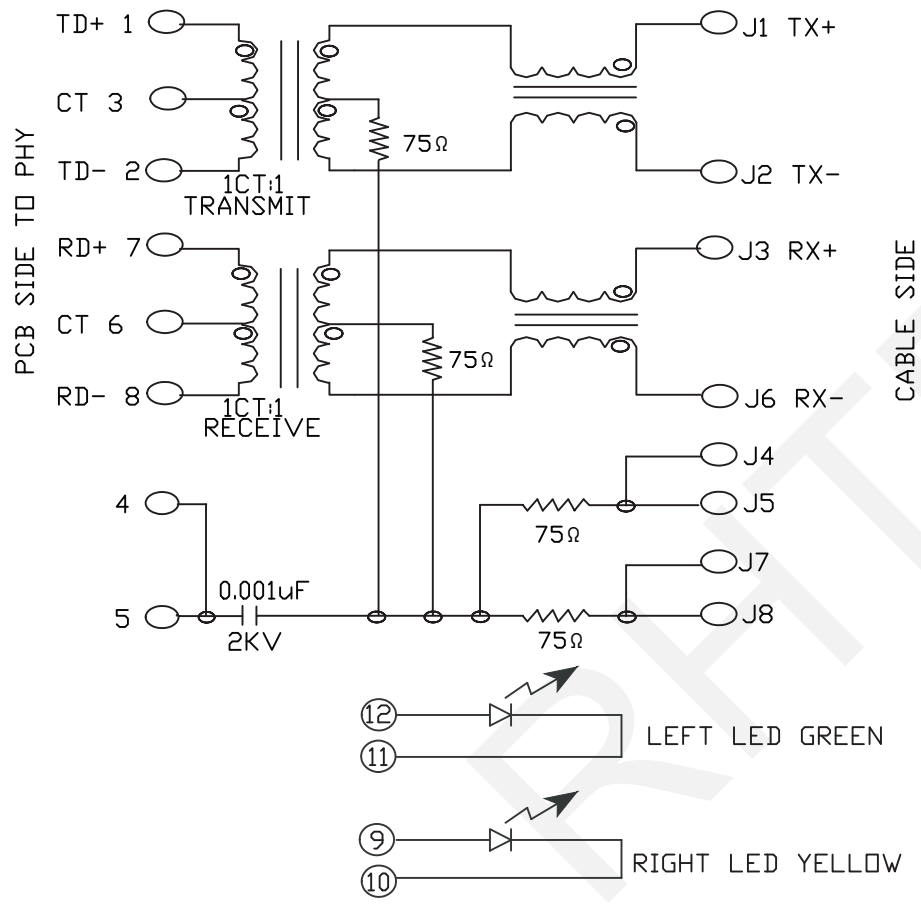 TD+ 1
J1 TX+
CT 3
75Ω
TD- 2
J2 TX-
1CT:1
TRANSMIT
PCB SIDE TO PHY
RD+ 7
J3 RX+
CABLE SIDE
CT 6
75Ω
RD- 8
J6 RX-
1CT:1
RECEIVE
J4
4
J5
75Ω
J7
0.001uF
5
J8
2KV
75Ω
12
LEFT LED GREEN
11
9
RIGHT LED YELLOW
10
RHT